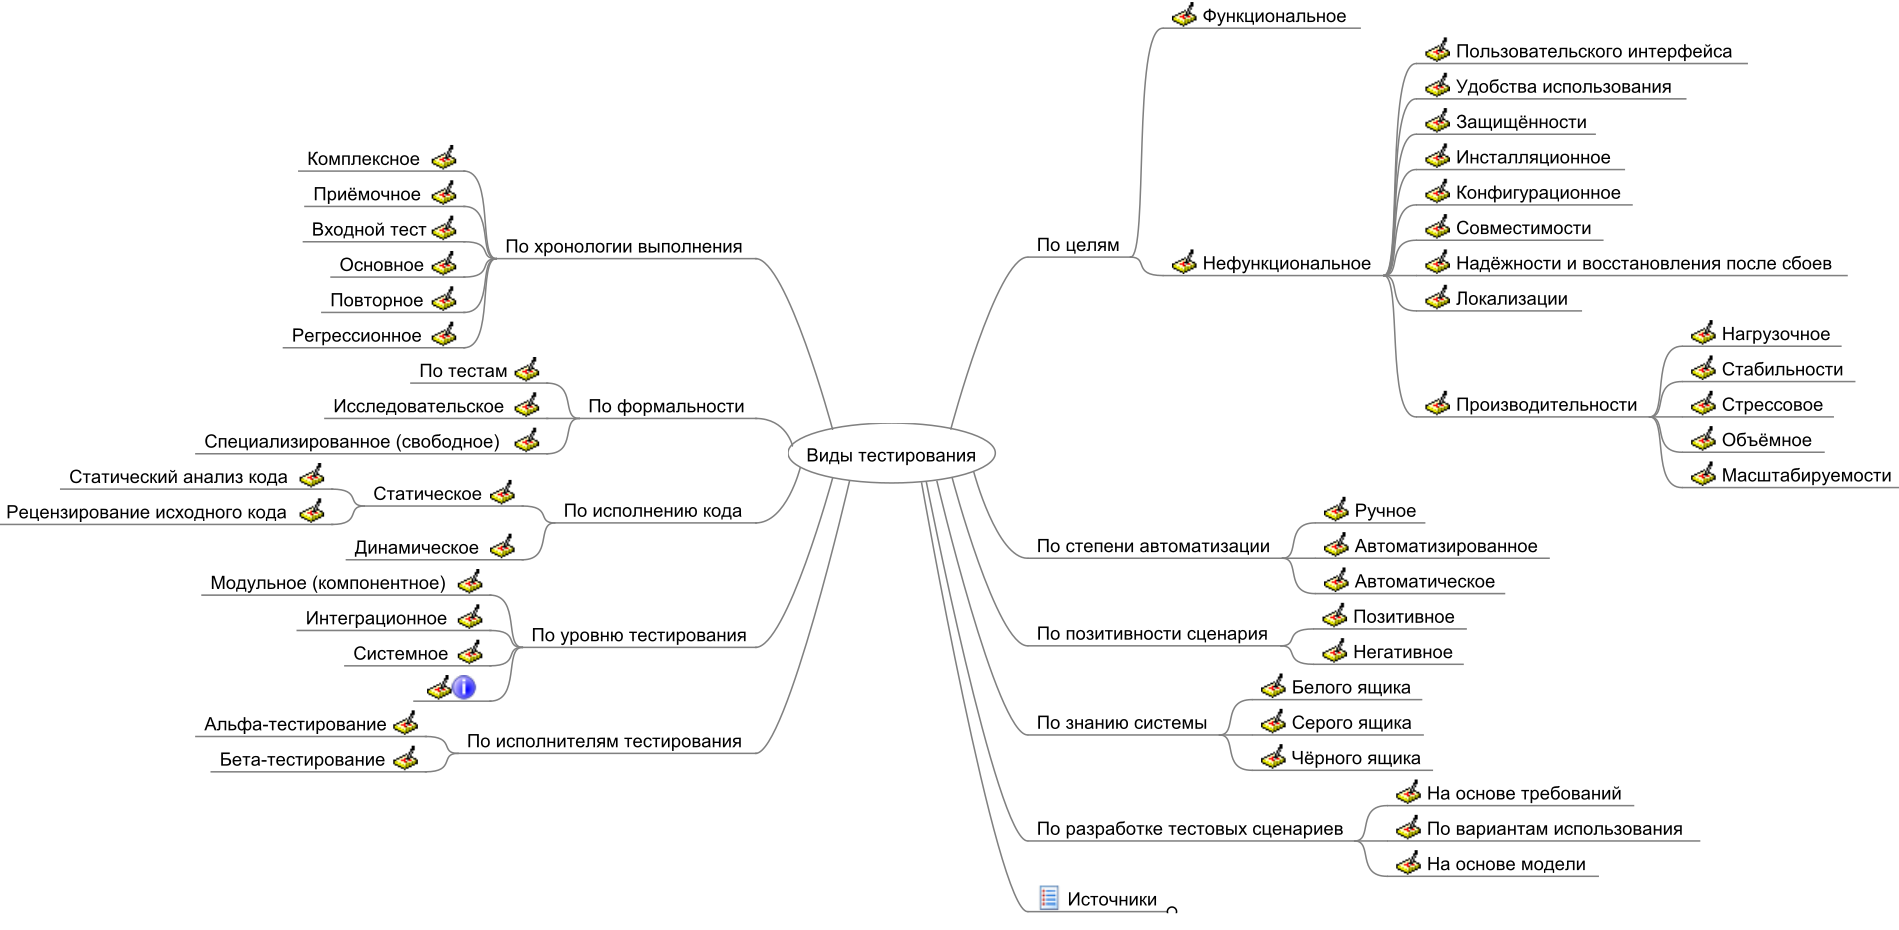 Виды тестирования
По целям
Функциональное
Нефункциональное
Пользовательского интерфейса
Удобства использования
Защищённости
Инсталляционное
Конфигурационное
Совместимости
Надёжности и восстановления после сбоев
Локализации
Производительности
Нагрузочное
Стабильности
Стрессовое
Объёмное
Масштабируемости
По степени автоматизации
Ручное
Автоматизированное
Автоматическое
По позитивности сценария
Позитивное
Негативное
По знанию системы
Белого ящика
Серого ящика
Чёрного ящика
По разработке тестовых сценариев
На основе требований
По вариантам использования
На основе модели
Источники
По хронологии выполнения
Комплексное
Приёмочное
Входной тест
Основное
Повторное
Регрессионное
По формальности
По тестам
Исследовательское
Специализированное (свободное)
По исполнению кода
Статическое
Статический анализ кода
Рецензирование исходного кода
Динамическое
По уровню тестирования
Модульное (компонентное)
Интеграционное
Системное
i
По исполнителям тестирования
Альфа-тестирование
Бета-тестирование